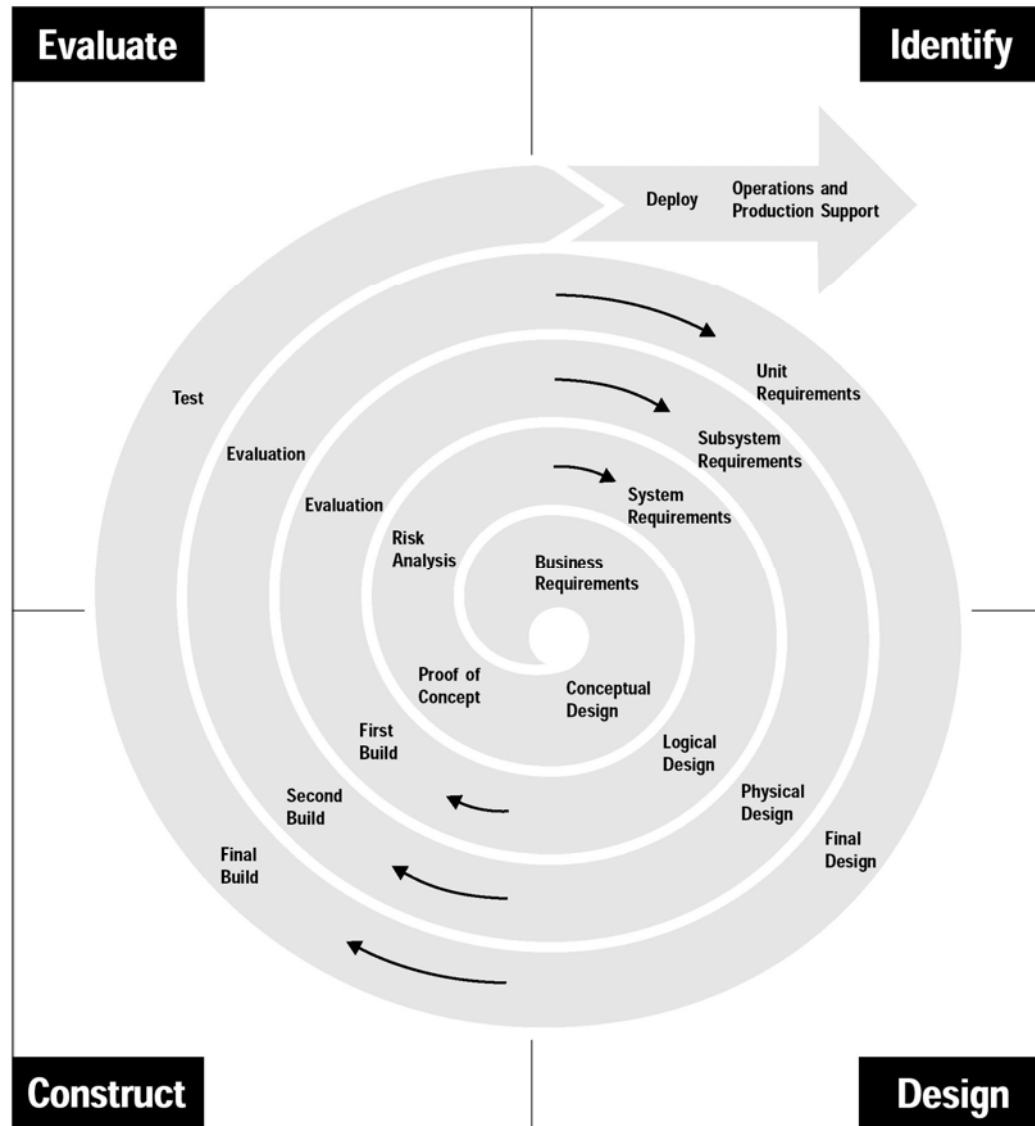 Evaluate
Identify
Deploy
Operations and
Production Support
Unit
Requirements
Test
Subsystem
Requirements
Evaluation
System
Requirements
Evaluation
Risk
Analysis
Business
Requirements
Proof of
Concept
Conceptual
Design
First
Build
Logical
Design
Second
Build
Physical
Design
Final
Build
Final
Design
Construct
Design